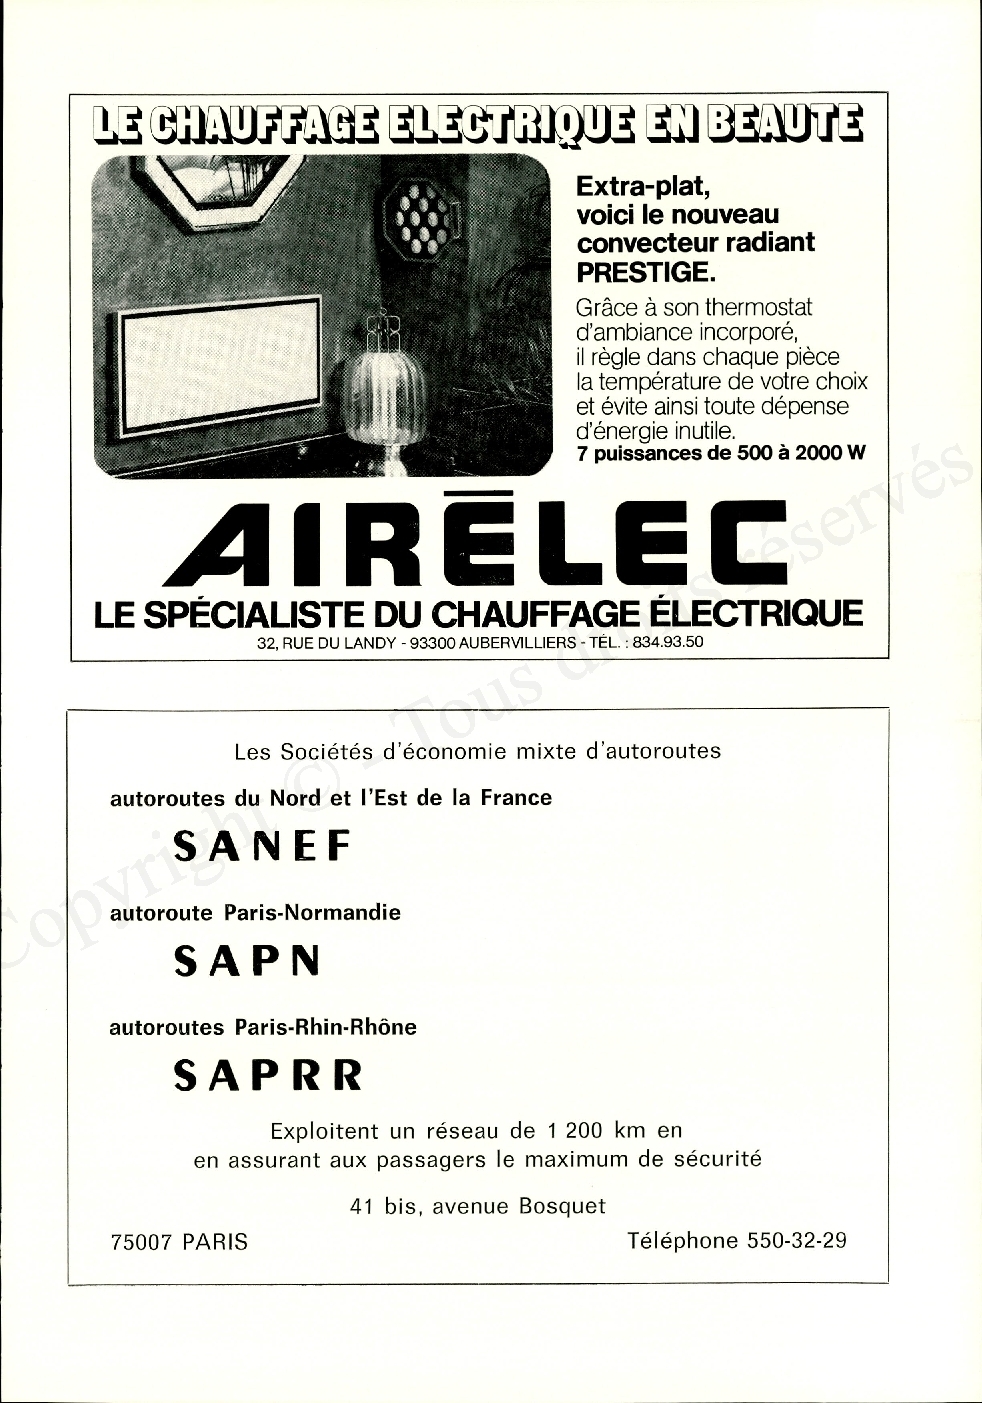 LE CHAUFFAGE ELECTRIQUE EN BEAUTE
Extra-plat,
voici le nouveau
convecteur radiant
PRESTIGE.
Grâce à son thermostat
d'ambiance incorporé,
il règle dans chaque pièce
la température de votre choix
et évite ainsi toute dépense
d'énergie inutile.
7 puissances de 500 à 2000 W
AIRĒLEC
LE SPÉCIALISTE DU CHAUFFAGE ÉLECTRIQUE
32, RUE DU LANDY - 93300 AUBERVILLIERS - TÉL. : 834.93.50
Les Sociétés d'économie mixte d'autoroutes
autoroutes du Nord et l'Est de la France
SANEF
autoroute Paris-Normandie
SAPN
autoroutes Paris-Rhin-Rhône
SAPRR
Exploitent un réseau de 1 200 km en
en assurant aux passagers le maximum de sécurité
41 bis, avenue Bosquet
75007 PARIS Téléphone 550-32-29
Copyright © - Tous droits réservés